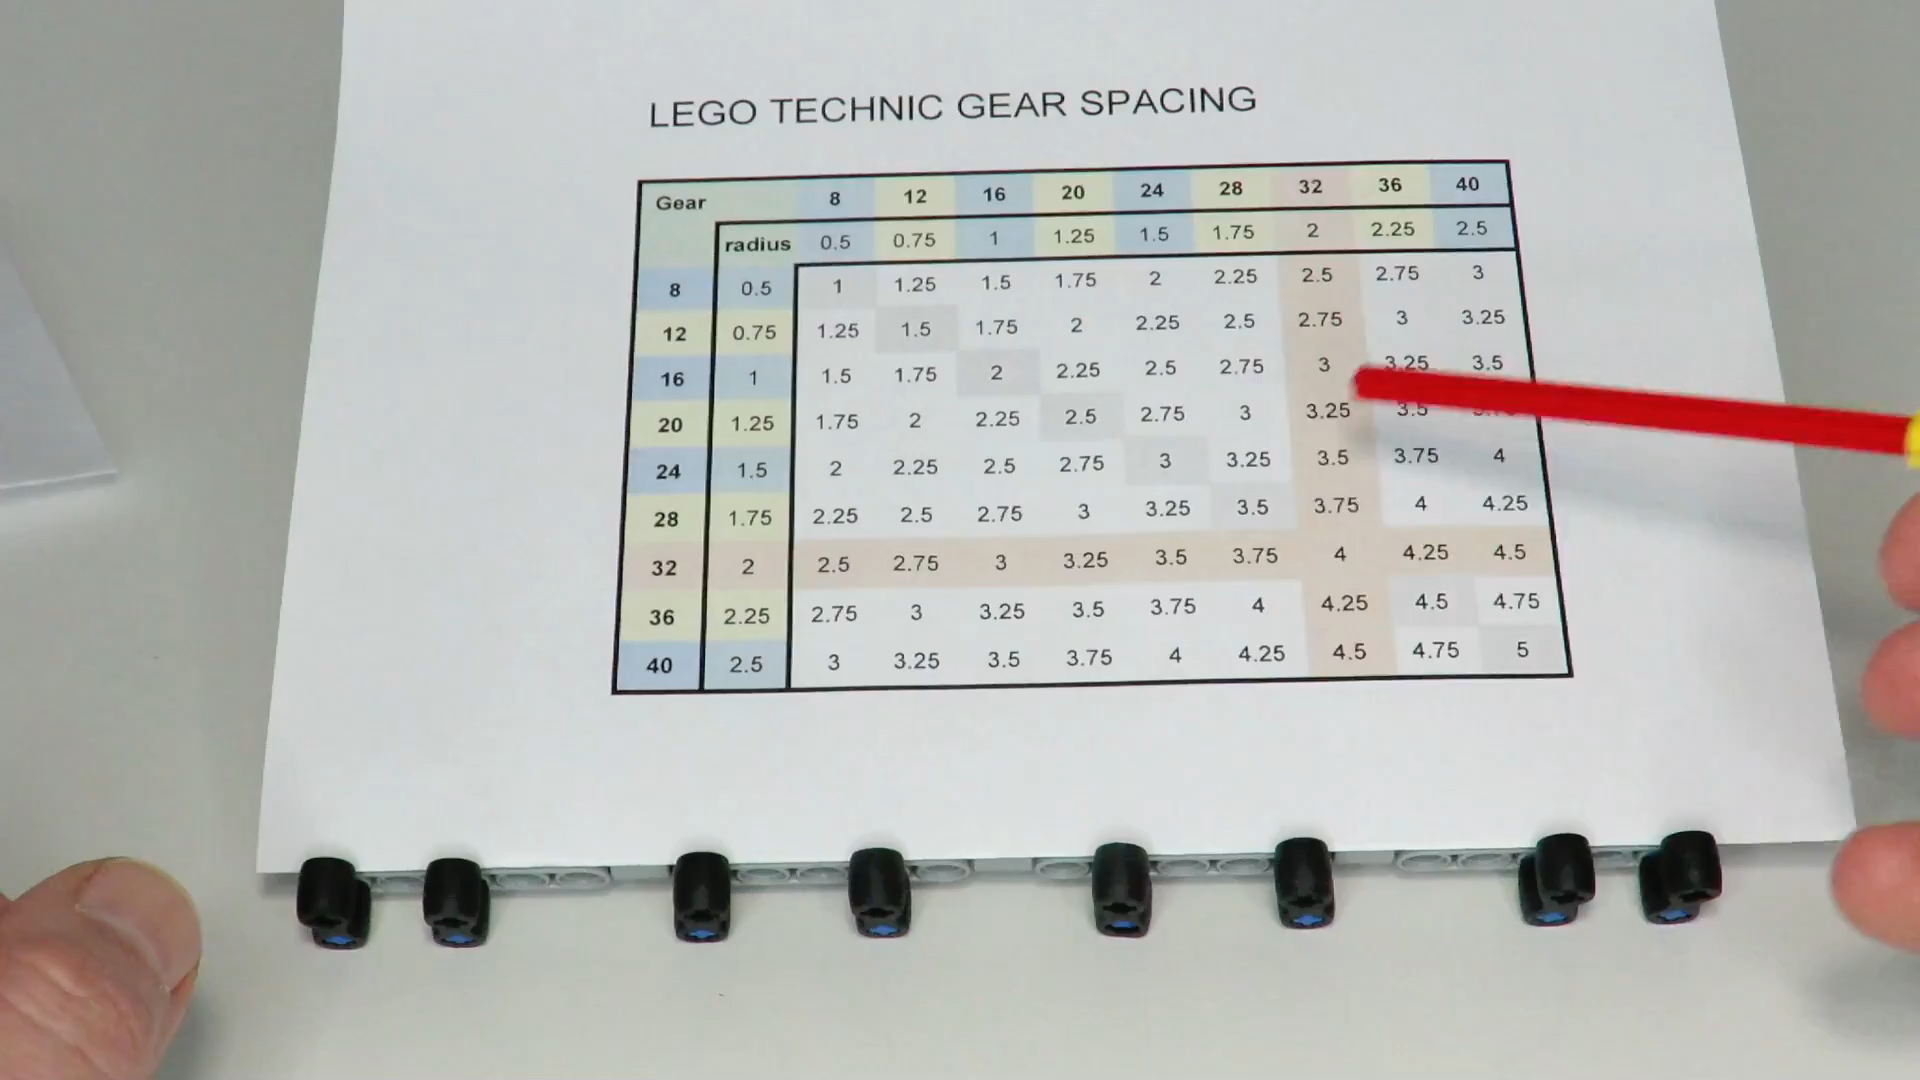 LEGO TECHNIC GEAR SPACING
Gear 8 12 16 20 24 28 32 36 40
radius 0.5 0.75 1 1.25 1.5 1.75 2 2.25 2.5
8 0.5 1 1.25 1.5 1.75 2 2.25 2.5 2.75 3
12 0.75 1.25 1.5 1.75 2 2.25 2.5 2.75 3 3.25
16 1 1.5 1.75 2 2.25 2.5 2.75 3 3.25 3.5
20 1.25 1.75 2 2.25 2.5 2.75 3 3.25 3.5
24 1.5 2 2.25 2.5 2.75 3 3.25 3.5 3.75 4
28 1.75 2.25 2.5 2.75 3 3.25 3.5 3.75 4 4.25
32 2 2.5 2.75 3 3.25 3.5 3.75 4 4.25 4.5
36 2.25 2.75 3 3.25 3.5 3.75 4 4.25 4.5 4.75
40 2.5 3 3.25 3.5 3.75 4 4.25 4.5 4.75 5